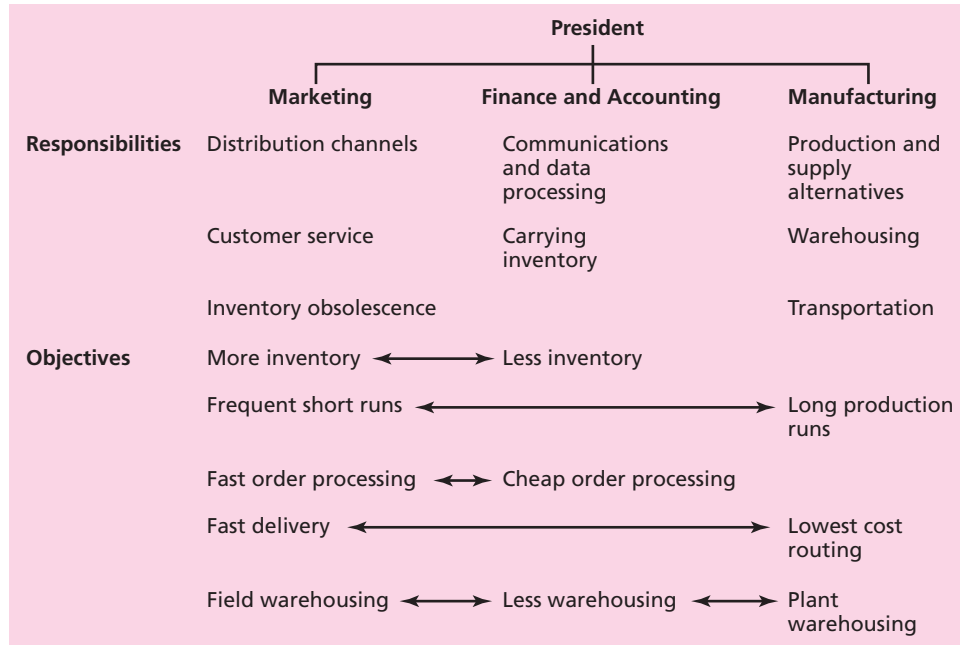 President
Marketing Finance and Accounting Manufacturing
Responsibilities Distribution channels Communications Production and
and data supply
processing alternatives
Customer service Carrying Warehousing
inventory
Inventory obsolescence Transportation
Objectives More inventory Less inventory
Frequent short runs Long production
runs
Fast order processing Cheap order processing
Fast delivery Lowest cost
routing
Field warehousing Less warehousing Plant
warehousing